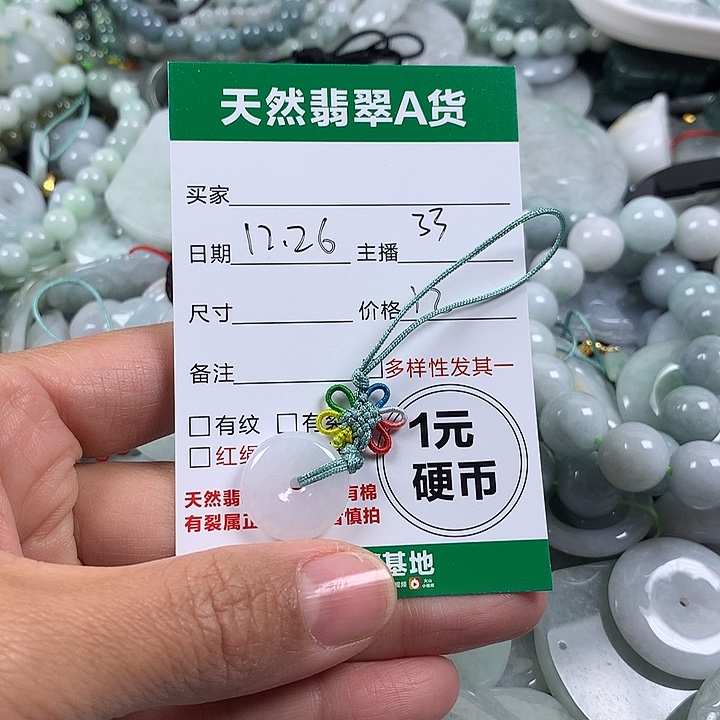 天然翡翠A货
买家
日期 12.26 主播 33
尺寸 价格
备注 多样性发其一
有纹 有
红绳
1元
硬币
天然翡 有棉
有裂属正 慎拍
基地